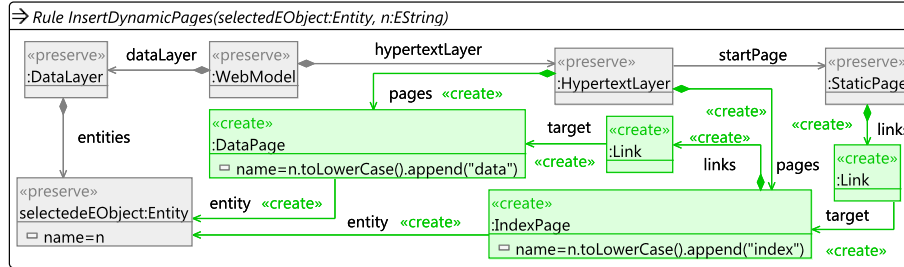 Rule InsertDynamicPages(selectedEObject:Entity, n:EString)
«preserve»
:DataLayer
dataLayer
«preserve»
:WebModel
hypertextLayer
«preserve»
:HypertextLayer
startPage
«preserve»
:StaticPage
pages «create»
«create»
«create»
links
entities
«create»
:DataPage
name=n.toLowerCase().append("data")
target
«create»
«create»
:Link
«create»
links
pages
«create»
:Link
«preserve»
selectedeEObject:Entity
name=n
entity «create»
entity «create»
«create»
:IndexPage
name=n.toLowerCase().append("index")
target
«create»